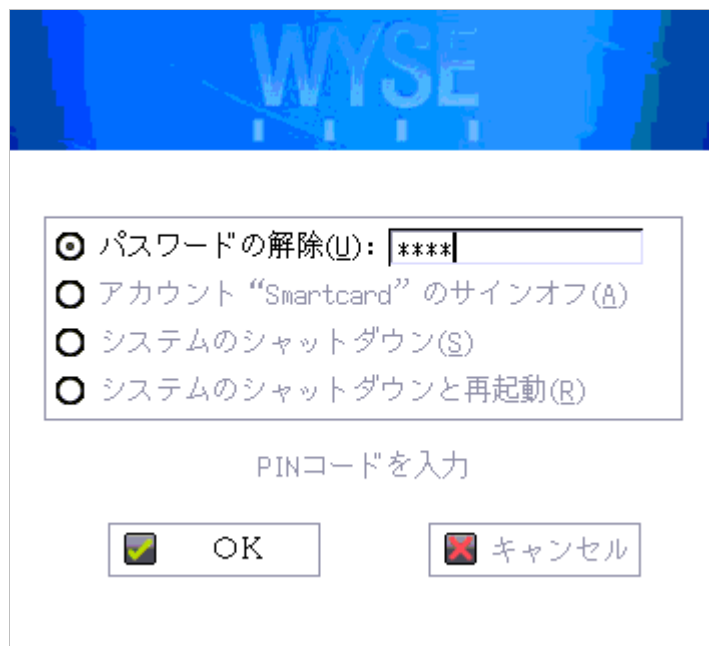 WYSE
パスワードの解除(U): ****
アカウント “Smartcard” のサインオフ(A)
システムのシャットダウン(S)
システムのシャットダウンと再起動(R)
PINコードを入力
OK
キャンセル